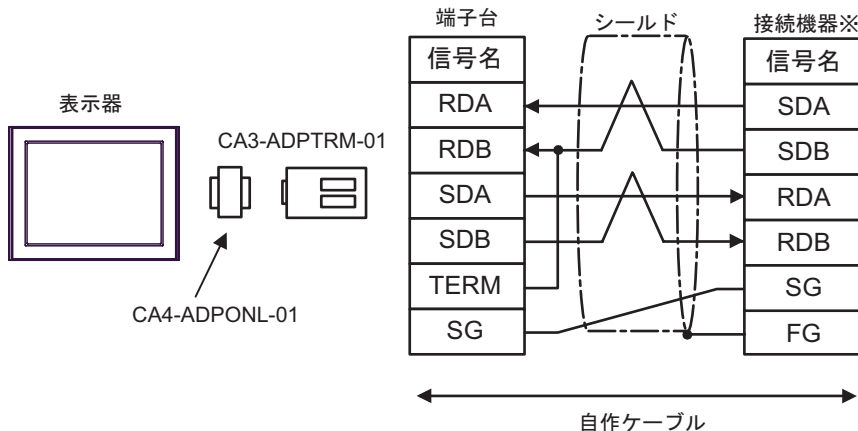 端子台
シールド
接続機器※
信号名
信号名
RDA
SDA
表示器
CA3-ADPTRM-01
RDB
SDB
SDA
RDA
SDB
RDB
TERM
SG
CA4-ADPONL-01
SG
FG
自作ケーブル